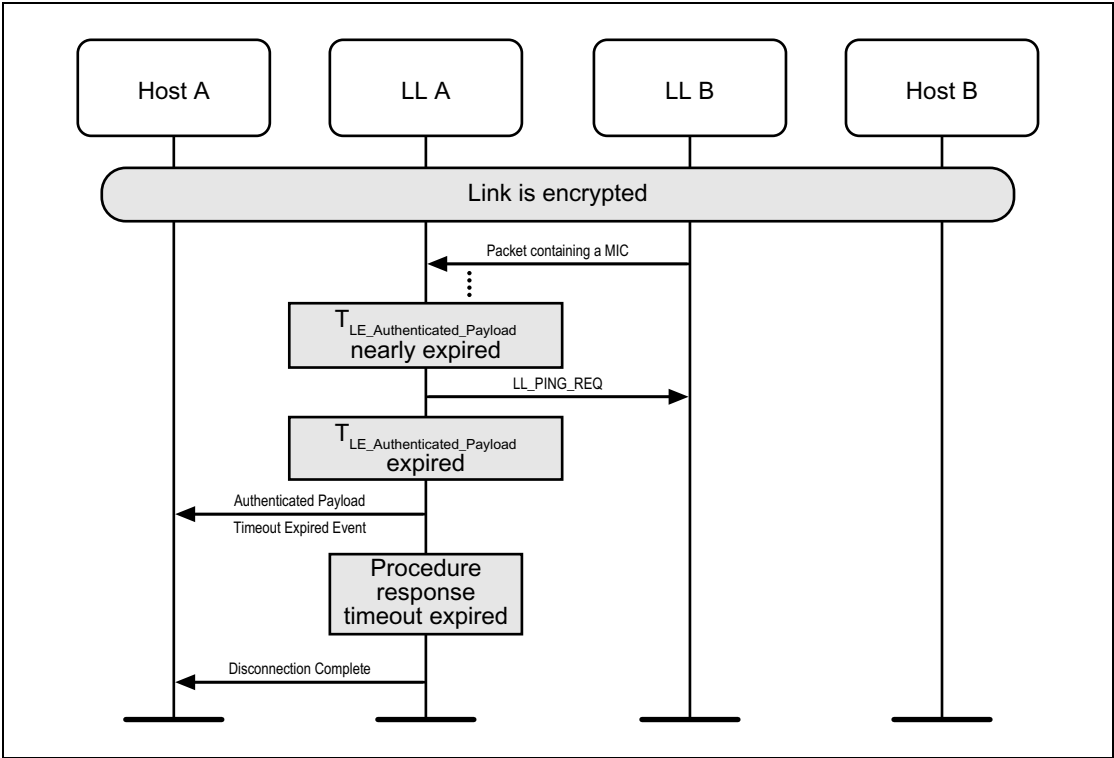 Host A
LL A
LL B
Host B
Link is encrypted
Packet containing a MIC
TLE_Authenticated_Payload
nearly expired
LL_PING_REQ
TLE_Authenticated_Payload
expired
Authenticated Payload
Timeout Expired Event
Procedure
response
timeout expired
Disconnection Complete